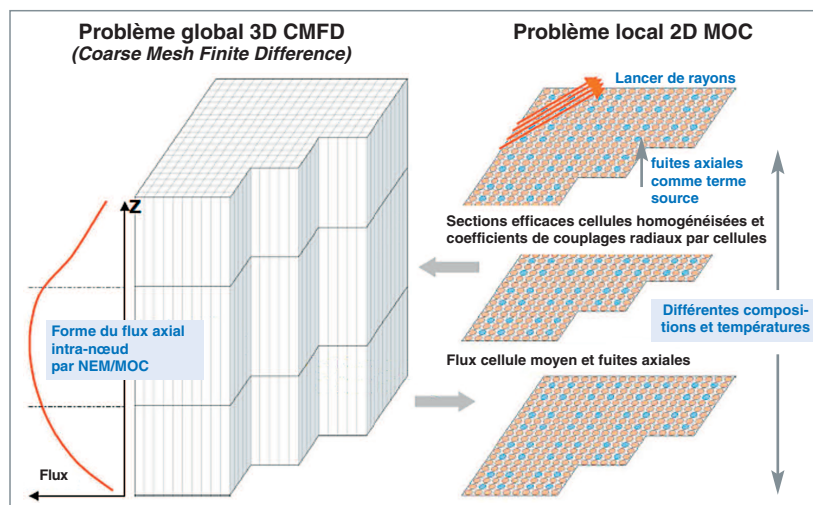 Problème global 3D CMFD
(Coarse Mesh Finite Difference)
Problème local 2D MOC
Lancer de rayons
fuites axiales
comme terme
source
Z
Sections efficaces cellules homogénéisées et
coefficients de couplages radiaux par cellules
Forme du flux axial
intra-nœud
par NEM/MOC
Différentes composi-
tions et températures
Flux cellule moyen et fuites axiales
Flux